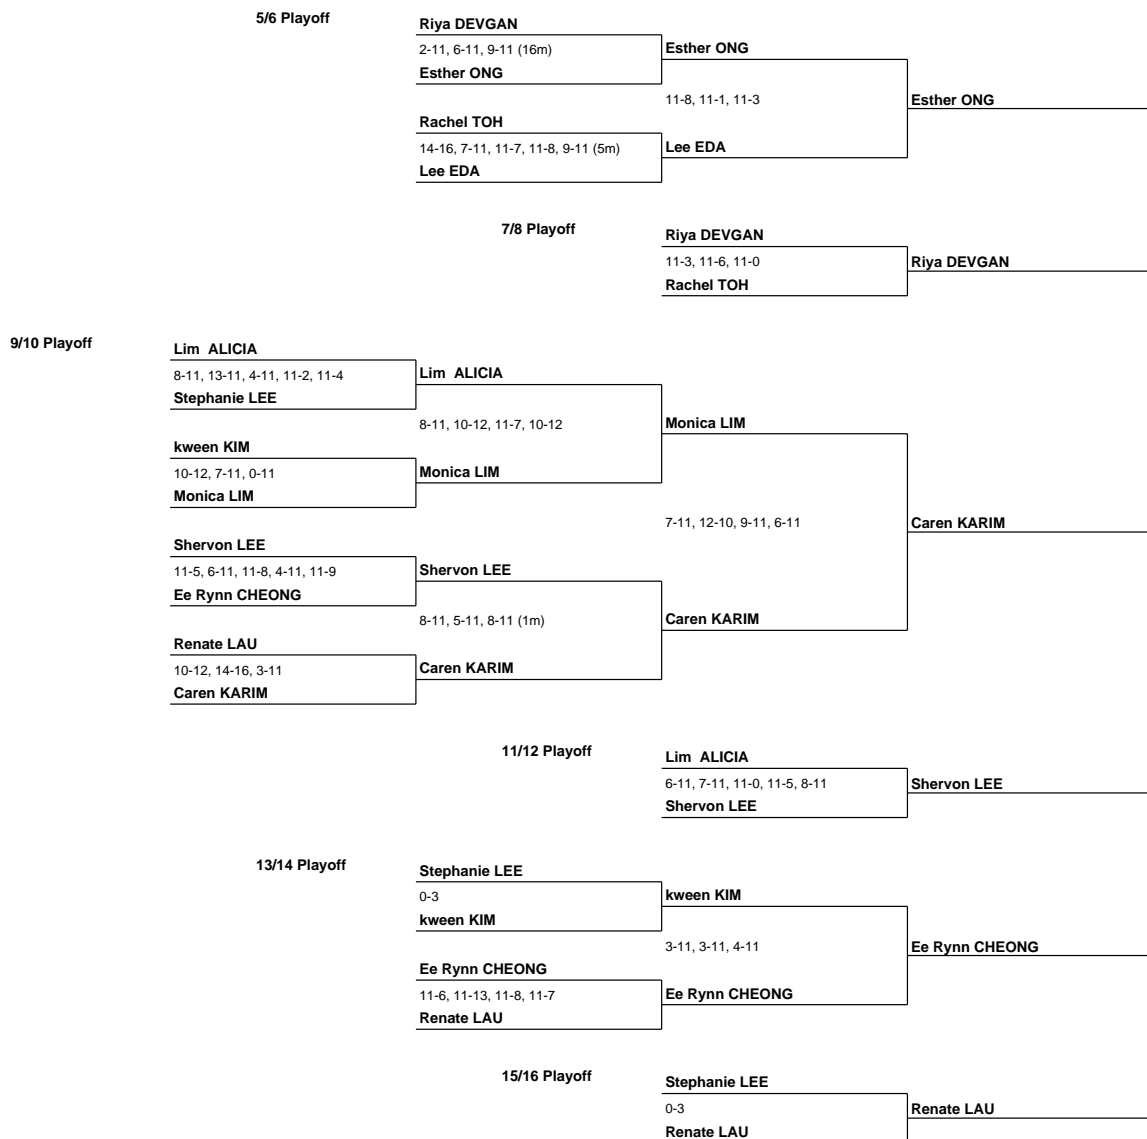 5/6 Playoff
Riya DEVGAN
2-11, 6-11, 9-11 (16m)
Esther ONG
Esther ONG
11-8, 11-1, 11-3
Esther ONG
Rachel TOH
14-16, 7-11, 11-7, 11-8, 9-11 (5m)
Lee EDA
Lee EDA
7/8 Playoff
Riya DEVGAN
11-3, 11-6, 11-0
Riya DEVGAN
Rachel TOH
9/10 Playoff
Lim  ALICIA
8-11, 13-11, 4-11, 11-2, 11-4
Lim  ALICIA
Stephanie LEE
8-11, 10-12, 11-7, 10-12
Monica LIM
kween KIM
10-12, 7-11, 0-11
Monica LIM
Monica LIM
7-11, 12-10, 9-11, 6-11
Caren KARIM
Shervon LEE
11-5, 6-11, 11-8, 4-11, 11-9
Shervon LEE
Ee Rynn CHEONG
8-11, 5-11, 8-11 (1m)
Caren KARIM
Renate LAU
10-12, 14-16, 3-11
Caren KARIM
Caren KARIM
11/12 Playoff
Lim  ALICIA
6-11, 7-11, 11-0, 11-5, 8-11
Shervon LEE
Shervon LEE
13/14 Playoff
Stephanie LEE
0-3
kween KIM
kween KIM
3-11, 3-11, 4-11
Ee Rynn CHEONG
Ee Rynn CHEONG
11-6, 11-13, 11-8, 11-7
Ee Rynn CHEONG
Renate LAU
15/16 Playoff
Stephanie LEE
0-3
Renate LAU
Renate LAU